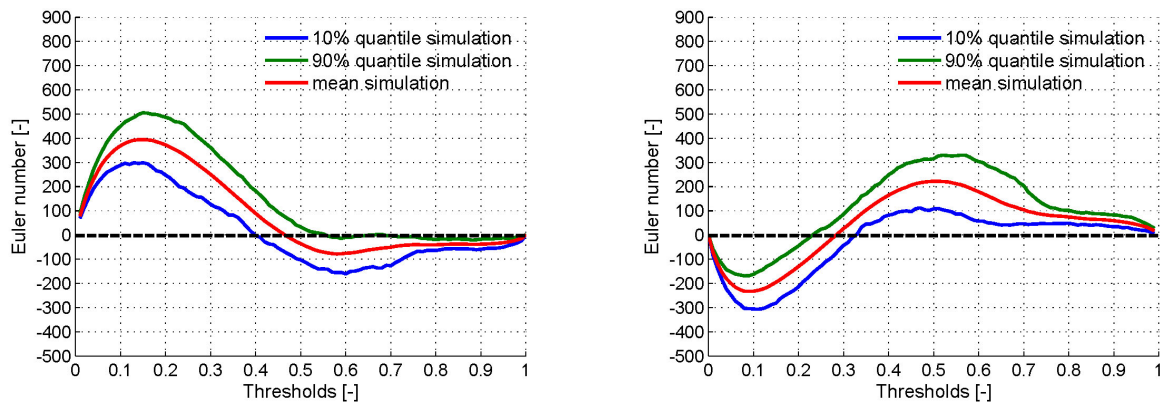 900
800
700
600
500
400
300
200
100
0
-100
-200
-300
-400
-500
Euler number [-]
10% quantile simulation
90% quantile simulation
mean simulation
0 0.1 0.2 0.3 0.4 0.5 0.6 0.7 0.8 0.9 1
Thresholds [-]
900
800
700
600
500
400
300
200
100
0
-100
-200
-300
-400
-500
Euler number [-]
10% quantile simulation
90% quantile simulation
mean simulation
0 0.1 0.2 0.3 0.4 0.5 0.6 0.7 0.8 0.9 1
Thresholds [-]